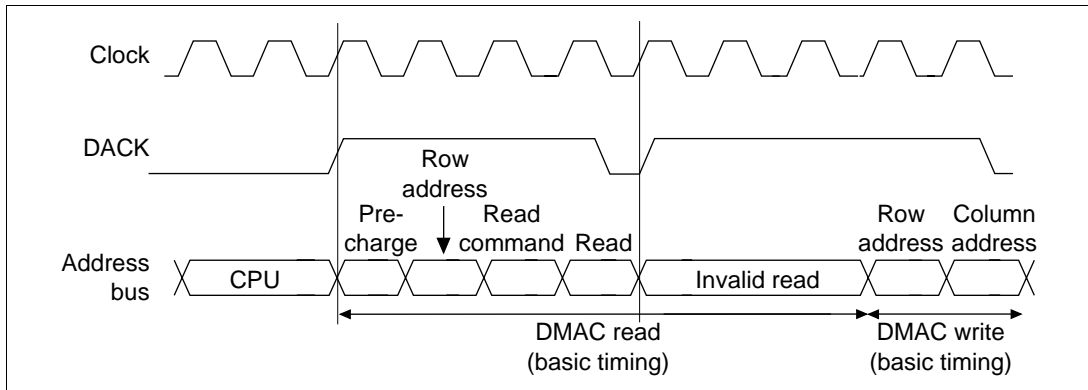 Clock
DACK
Row
address
Pre-
charge
Read
command
Read
Row
address
Column
address
Address
bus
CPU
Invalid read
DMAC read
(basic timing)
DMAC write
(basic timing)